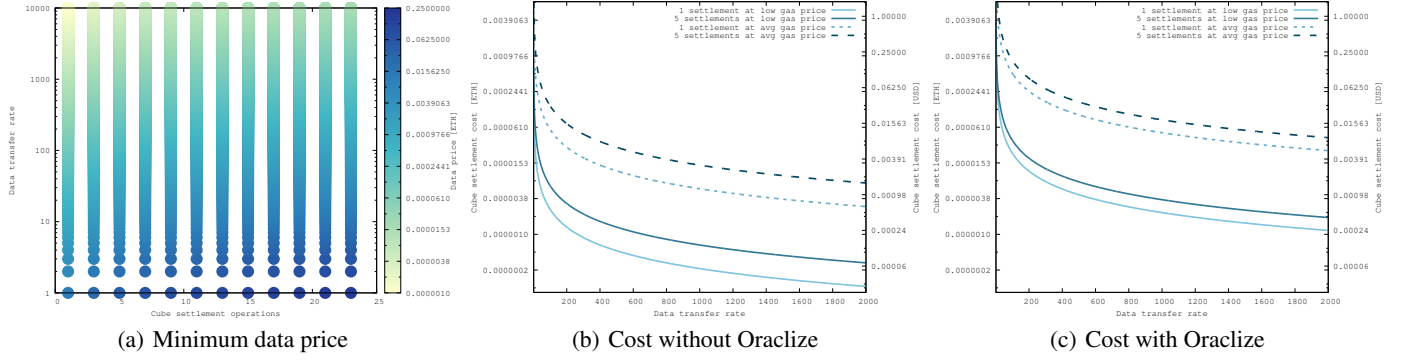 10000
1000
100
10
1
Data transfer rate
0
5
10
15
20
25
Cube settlement operations
0.2500000
0.0625000
0.0156250
0.0039063
0.0009766
0.0002441
0.0000610
0.0000153
0.0000038
0.0000010
Data price [ETH]
(a) Minimum data price
1 settlement at low gas price
5 settlements at low gas price
1 settlement at avg gas price
5 settlements at avg gas price
0.0039063
0.0009766
0.0002441
0.0000610
0.0000153
0.0000038
0.0000010
0.0000002
Cube settlement cost [ETH]
1.00000
0.25000
0.06250
0.01563
0.00391
0.00098
0.00024
0.00006
Cube settlement cost [USD]
200 400 600 800 1000 1200 1400 1600 1800 2000
Data transfer rate
(b) Cost without Oraclize
1 settlement at low gas price
5 settlements at low gas price
1 settlement at avg gas price
5 settlements at avg gas price
0.0039063
0.0009766
0.0002441
0.0000610
0.0000153
0.0000038
0.0000010
0.0000002
Cube settlement cost [ETH]
1.00000
0.25000
0.06250
0.01563
0.00391
0.00098
0.00024
0.00006
Cube settlement cost [USD]
200 400 600 800 1000 1200 1400 1600 1800 2000
Data transfer rate
(c) Cost with Oraclize